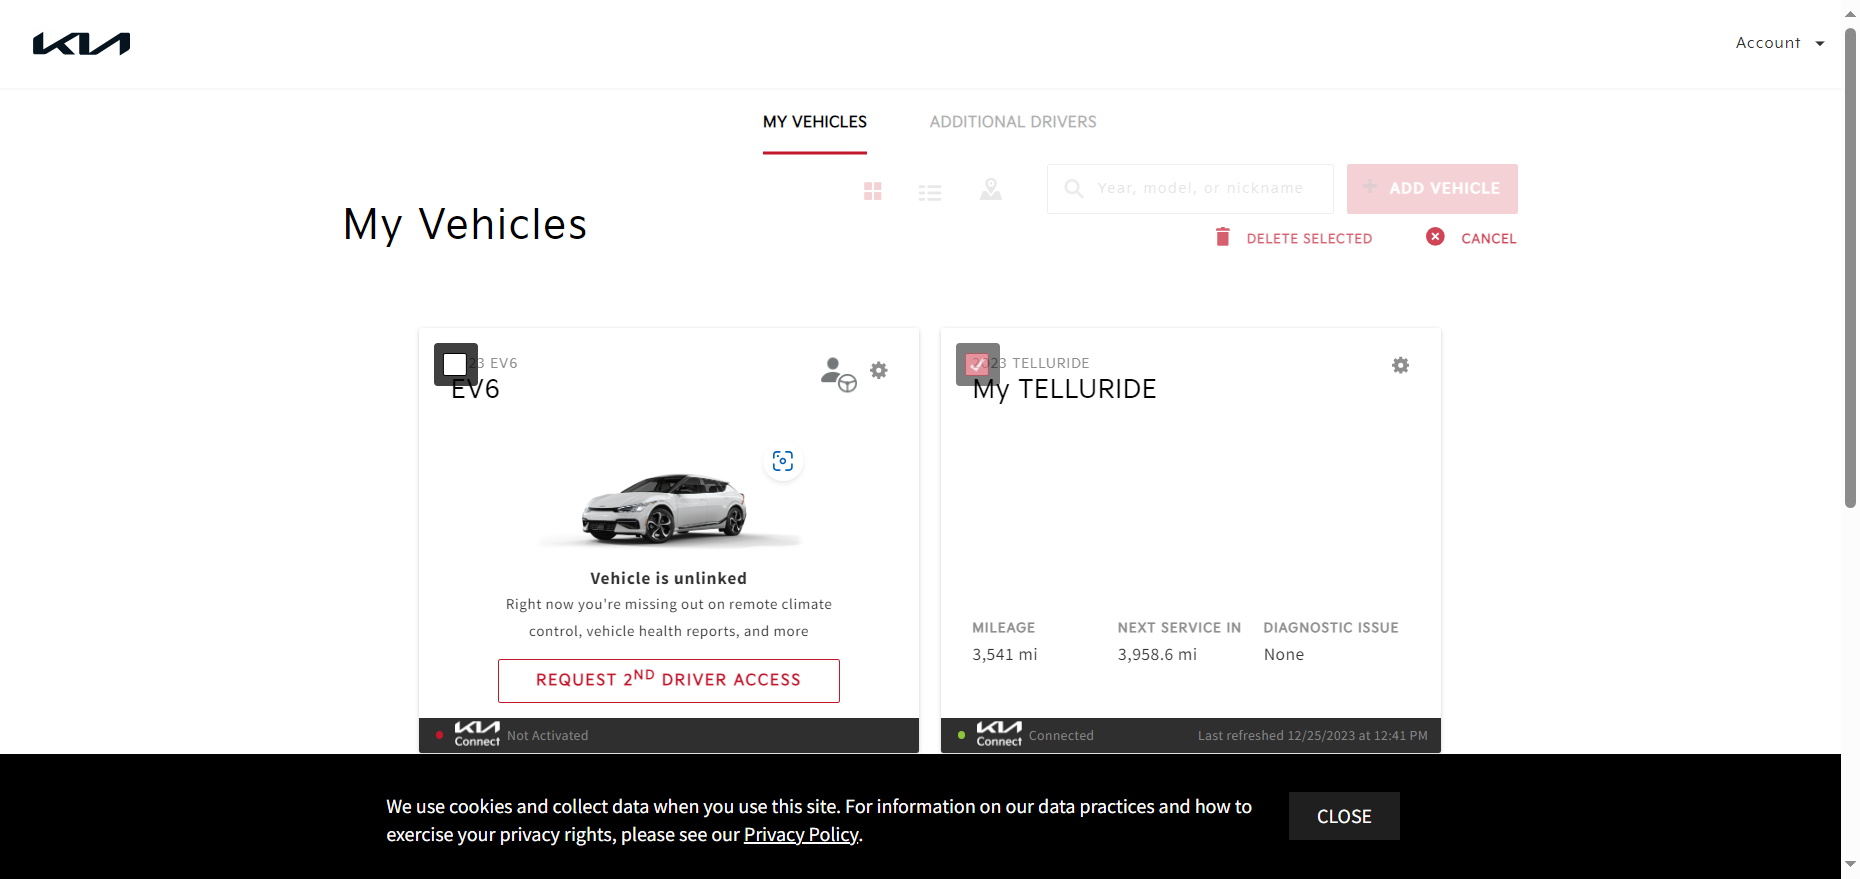 KIA
Account
MY VEHICLES
ADDITIONAL DRIVERS
Year, model, or nickname
ADD VEHICLE
My Vehicles
DELETE SELECTED
CANCEL
23 EV6
EV6
2023 TELLURIDE
My TELLURIDE
Vehicle is unlinked
Right now you're missing out on remote climate
control, vehicle health reports, and more
REQUEST 2ND DRIVER ACCESS
MILEAGE
NEXT SERVICE IN
DIAGNOSTIC ISSUE
3,541 mi
3,958.6 mi
None
KIA
Connect
Not Activated
KIA
Connect
Connected
Last refreshed 12/25/2023 at 12:41 PM
We use cookies and collect data when you use this site. For information on our data practices and how to
exercise your privacy rights, please see our Privacy Policy.
CLOSE